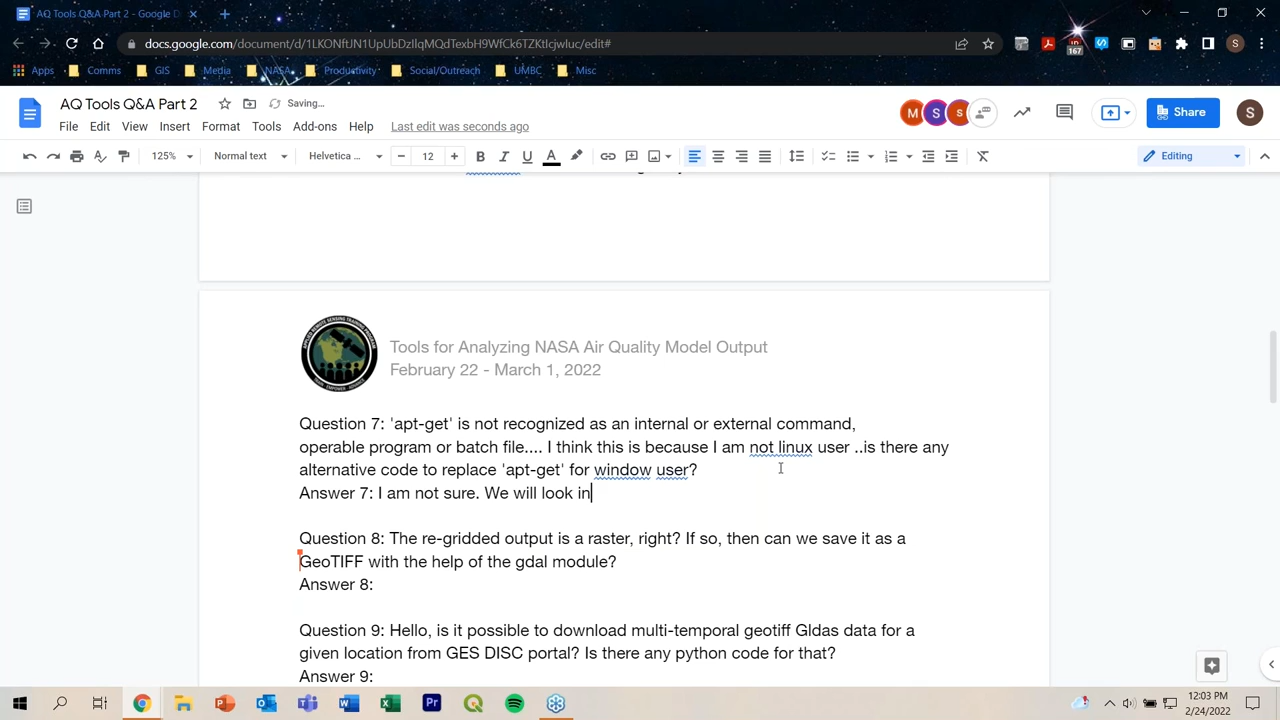 AQ Tools Q&A Part 2 - Google D
docs.google.com/document/d/1LKONfIJN1UpUbDzIlqMQdTexbH9WfCk6TZKtIcjwIuc/edit#
167
S
Apps Comms GIS Media NASA Productivity Social/Outreach UMBC Misc
AQ Tools Q&A Part 2 Saving...
M S S Share S
File Edit View Insert Format Tools Add-ons Help Last edit was seconds ago
125% Normal text Helvetica ... 12 B I U A Editing
Tools for Analyzing NASA Air Quality Model Output
February 22 - March 1, 2022
Question 7: 'apt-get' is not recognized as an internal or external command,
operable program or batch file.... I think this is because I am not linux user ..is there any
alternative code to replace 'apt-get' for window user?
Answer 7: I am not sure. We will look in
Question 8: The re-gridded output is a raster, right? If so, then can we save it as a
GeoTIFF with the help of the gdal module?
Answer 8:
Question 9: Hello, is it possible to download multi-temporal geotiff Gldas data for a
given location from GES DISC portal? Is there any python code for that?
Answer 9:
12:03 PM
2/24/2022